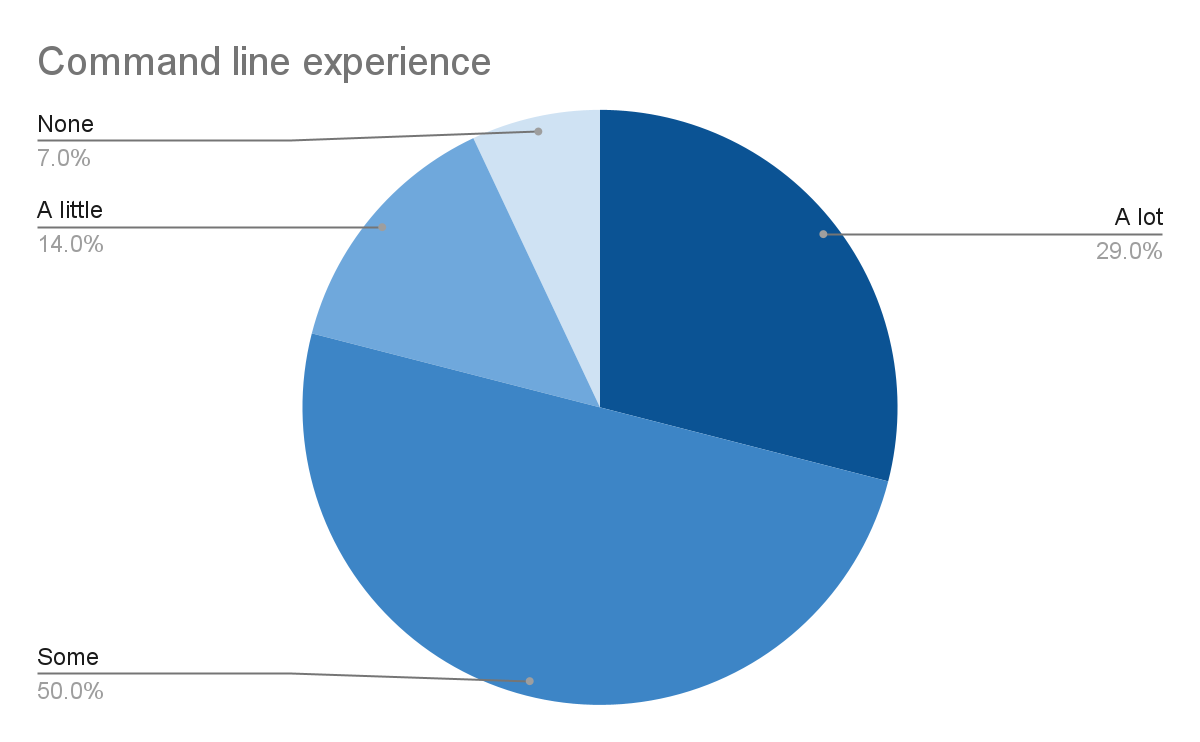 Command line experience
None
7.0%
A little
14.0%
A lot
29.0%
Some
50.0%